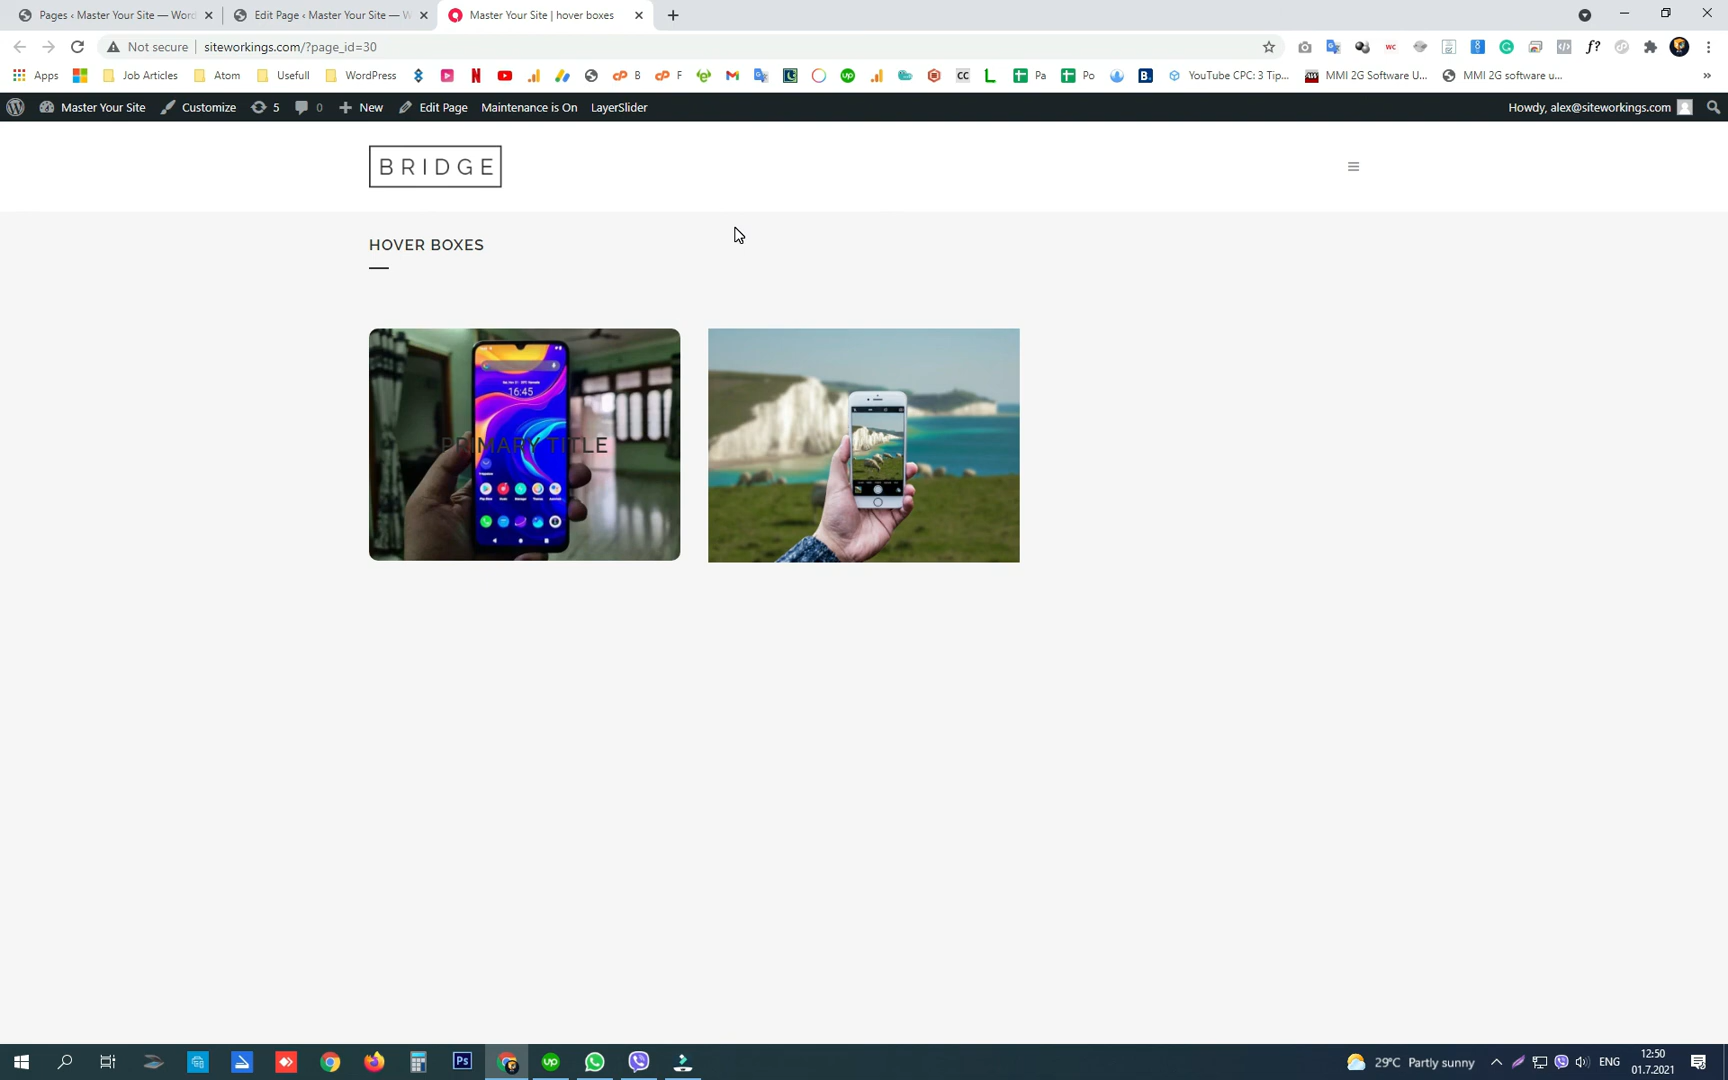 Pages ‹ Master Your Site — Word
Edit Page ‹ Master Your Site — W
Master Your Site | hover boxes
Not secure
siteworkings.com/?page_id=30
Apps
Job Articles
Atom
Usefull
WordPress
B
F
CC
Pa
Po
YouTube CPC: 3 Tip...
MMI 2G Software U...
MMI 2G software u...
Master Your Site
Customize
5
0
New
Edit Page
Maintenance is On
LayerSlider
Howdy, alex@siteworkings.com
BRIDGE
HOVER BOXES
16:45
PRIMARY TITLE
29°C Partly sunny
ENG
12:50
01.7.2021